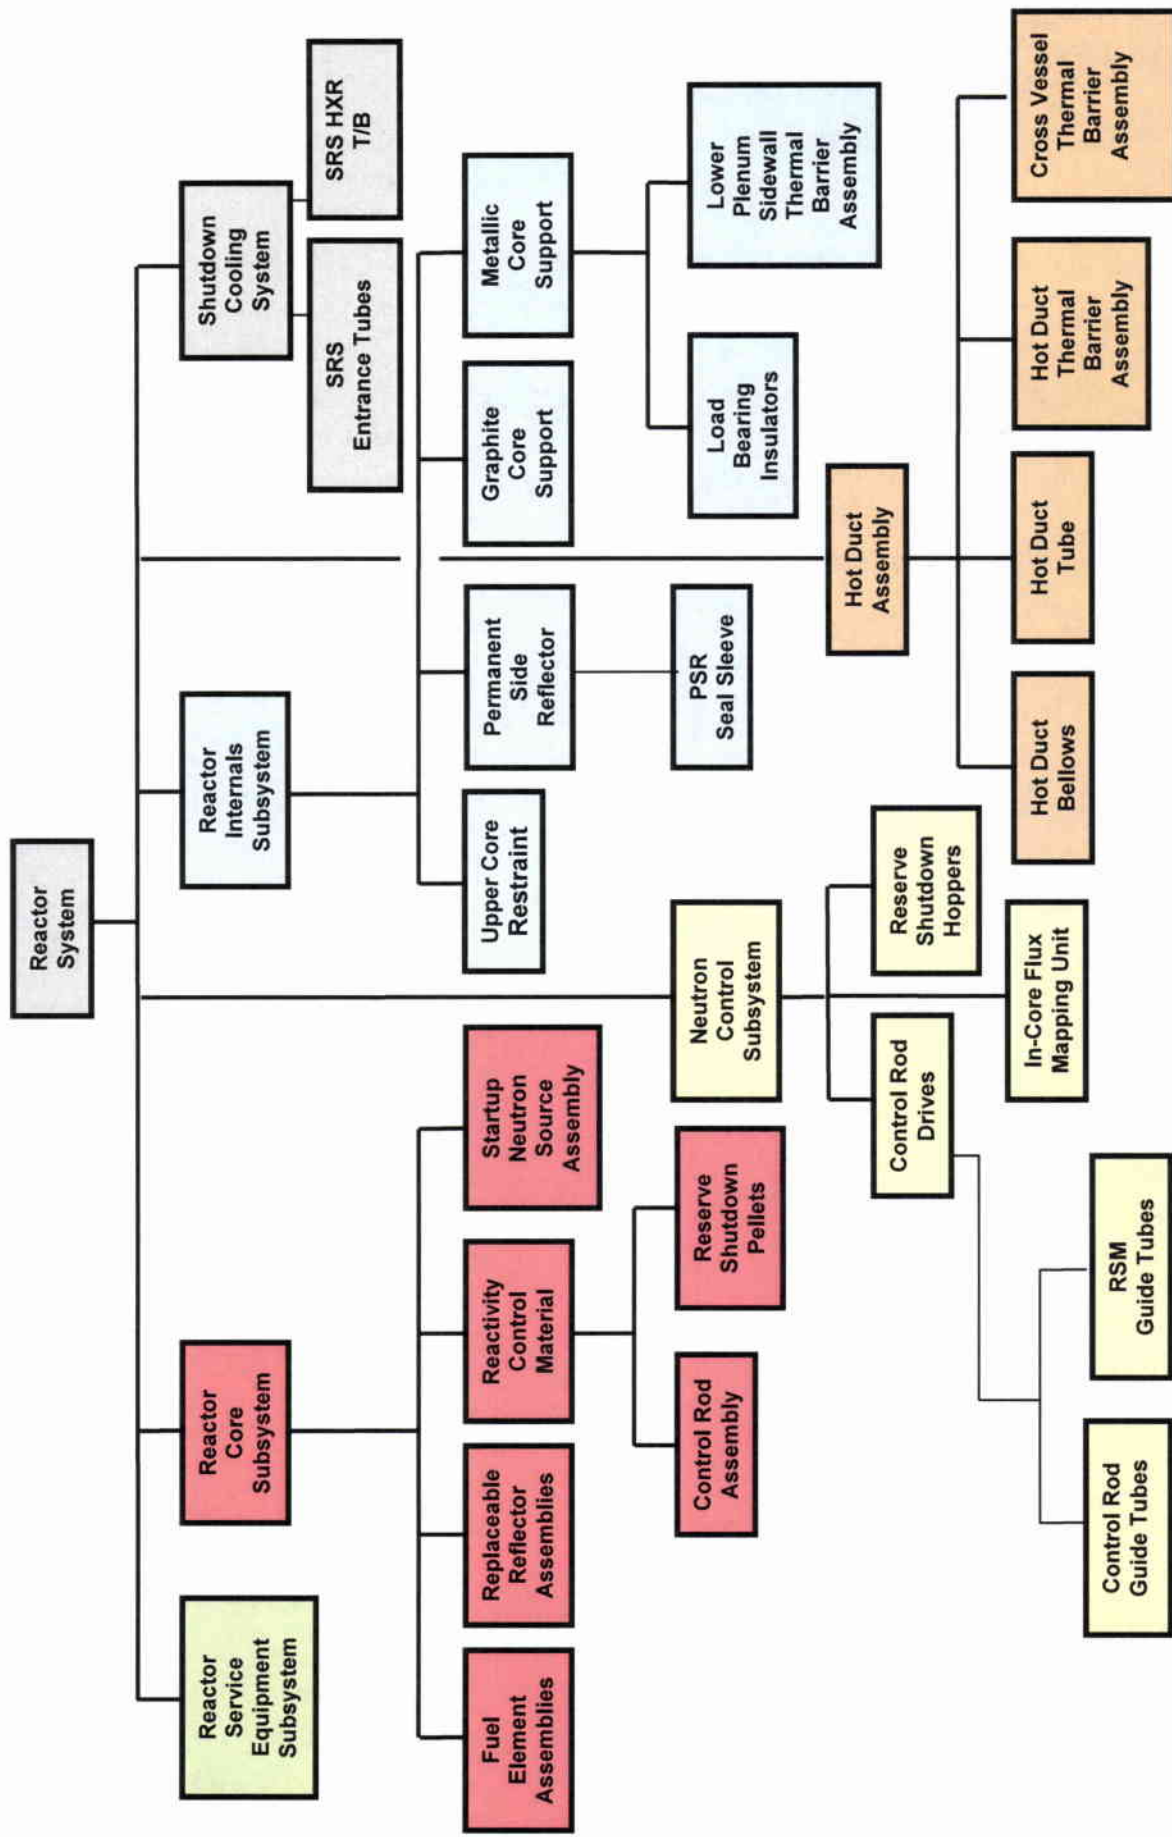 Reactor
System
Reactor
Service
Equipment
Subsystem
Reactor
Core
Subsystem
Reactor
Internals
Subsystem
Shutdown
Cooling
System
SRS
Entrance Tubes
SRS HXR
T/B
Fuel
Element
Assemblies
Replaceable
Reflector
Assemblies
Reactivity
Control
Material
Startup
Neutron
Source
Assembly
Upper Core
Restraint
Permanent
Side
Reflector
Graphite
Core
Support
Metallic
Core
Support
Control Rod
Assembly
Reserve
Shutdown
Pellets
Neutron
Control
Subsystem
PSR
Seal Sleeve
Load
Bearing
Insulators
Lower
Plenum
Sidewall
Thermal
Barrier
Assembly
Hot Duct
Assembly
Control Rod
Drives
Reserve
Shutdown
Hoppers
In-Core Flux
Mapping Unit
Hot Duct
Bellows
Hot Duct
Tube
Hot Duct
Thermal
Barrier
Assembly
Cross Vessel
Thermal
Barrier
Assembly
Control Rod
Guide Tubes
RSM
Guide Tubes